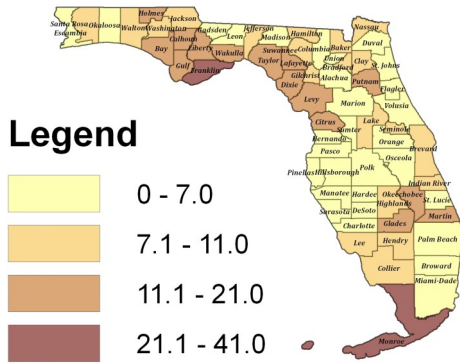 Holmes
Jackson
Nassau
Santa Rosa
Okaloosa
Walton
Washington
Gadsden
Jefferson
Hamilton
Escambia
Calhoun
Leon
Madison
Columbia
Baker
Duval
Bay
Liberty
Wakulla
Suwannee
Union
Clay
St. Johns
Gulf
Franklin
Taylor
Lafayette
Bradford
Gilchrist
Alachua
Putnam
Dixie
Flagler
Levy
Marion
Volusia
Legend
Citrus
Lake
Sumter
Seminole
Hernando
Orange
Pasco
Brevard
Osceola
Pinellas
Hillsborough
Polk
0 - 7.0
Indian River
Manatee
Hardee
Okeechobee
Highlands
St. Lucie
Sarasota
DeSoto
Martin
7.1 - 11.0
Charlotte
Glades
Lee
Hendry
Palm Beach
11.1 - 21.0
Collier
Broward
Miami-Dade
21.1 - 41.0
Monroe